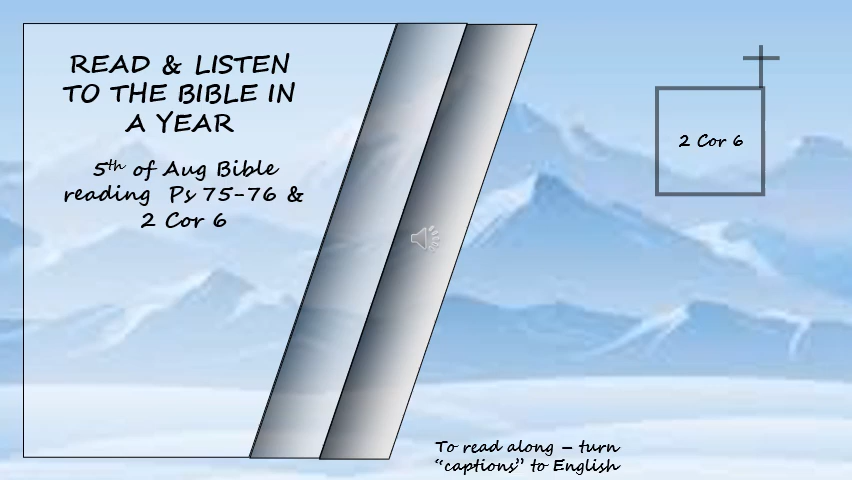 READ & LISTEN
TO THE BIBLE IN
A YEAR
5th of Aug Bible
reading Ps 75-76 &
2 Cor 6
2 Cor 6
To read along – turn
“captions” to English